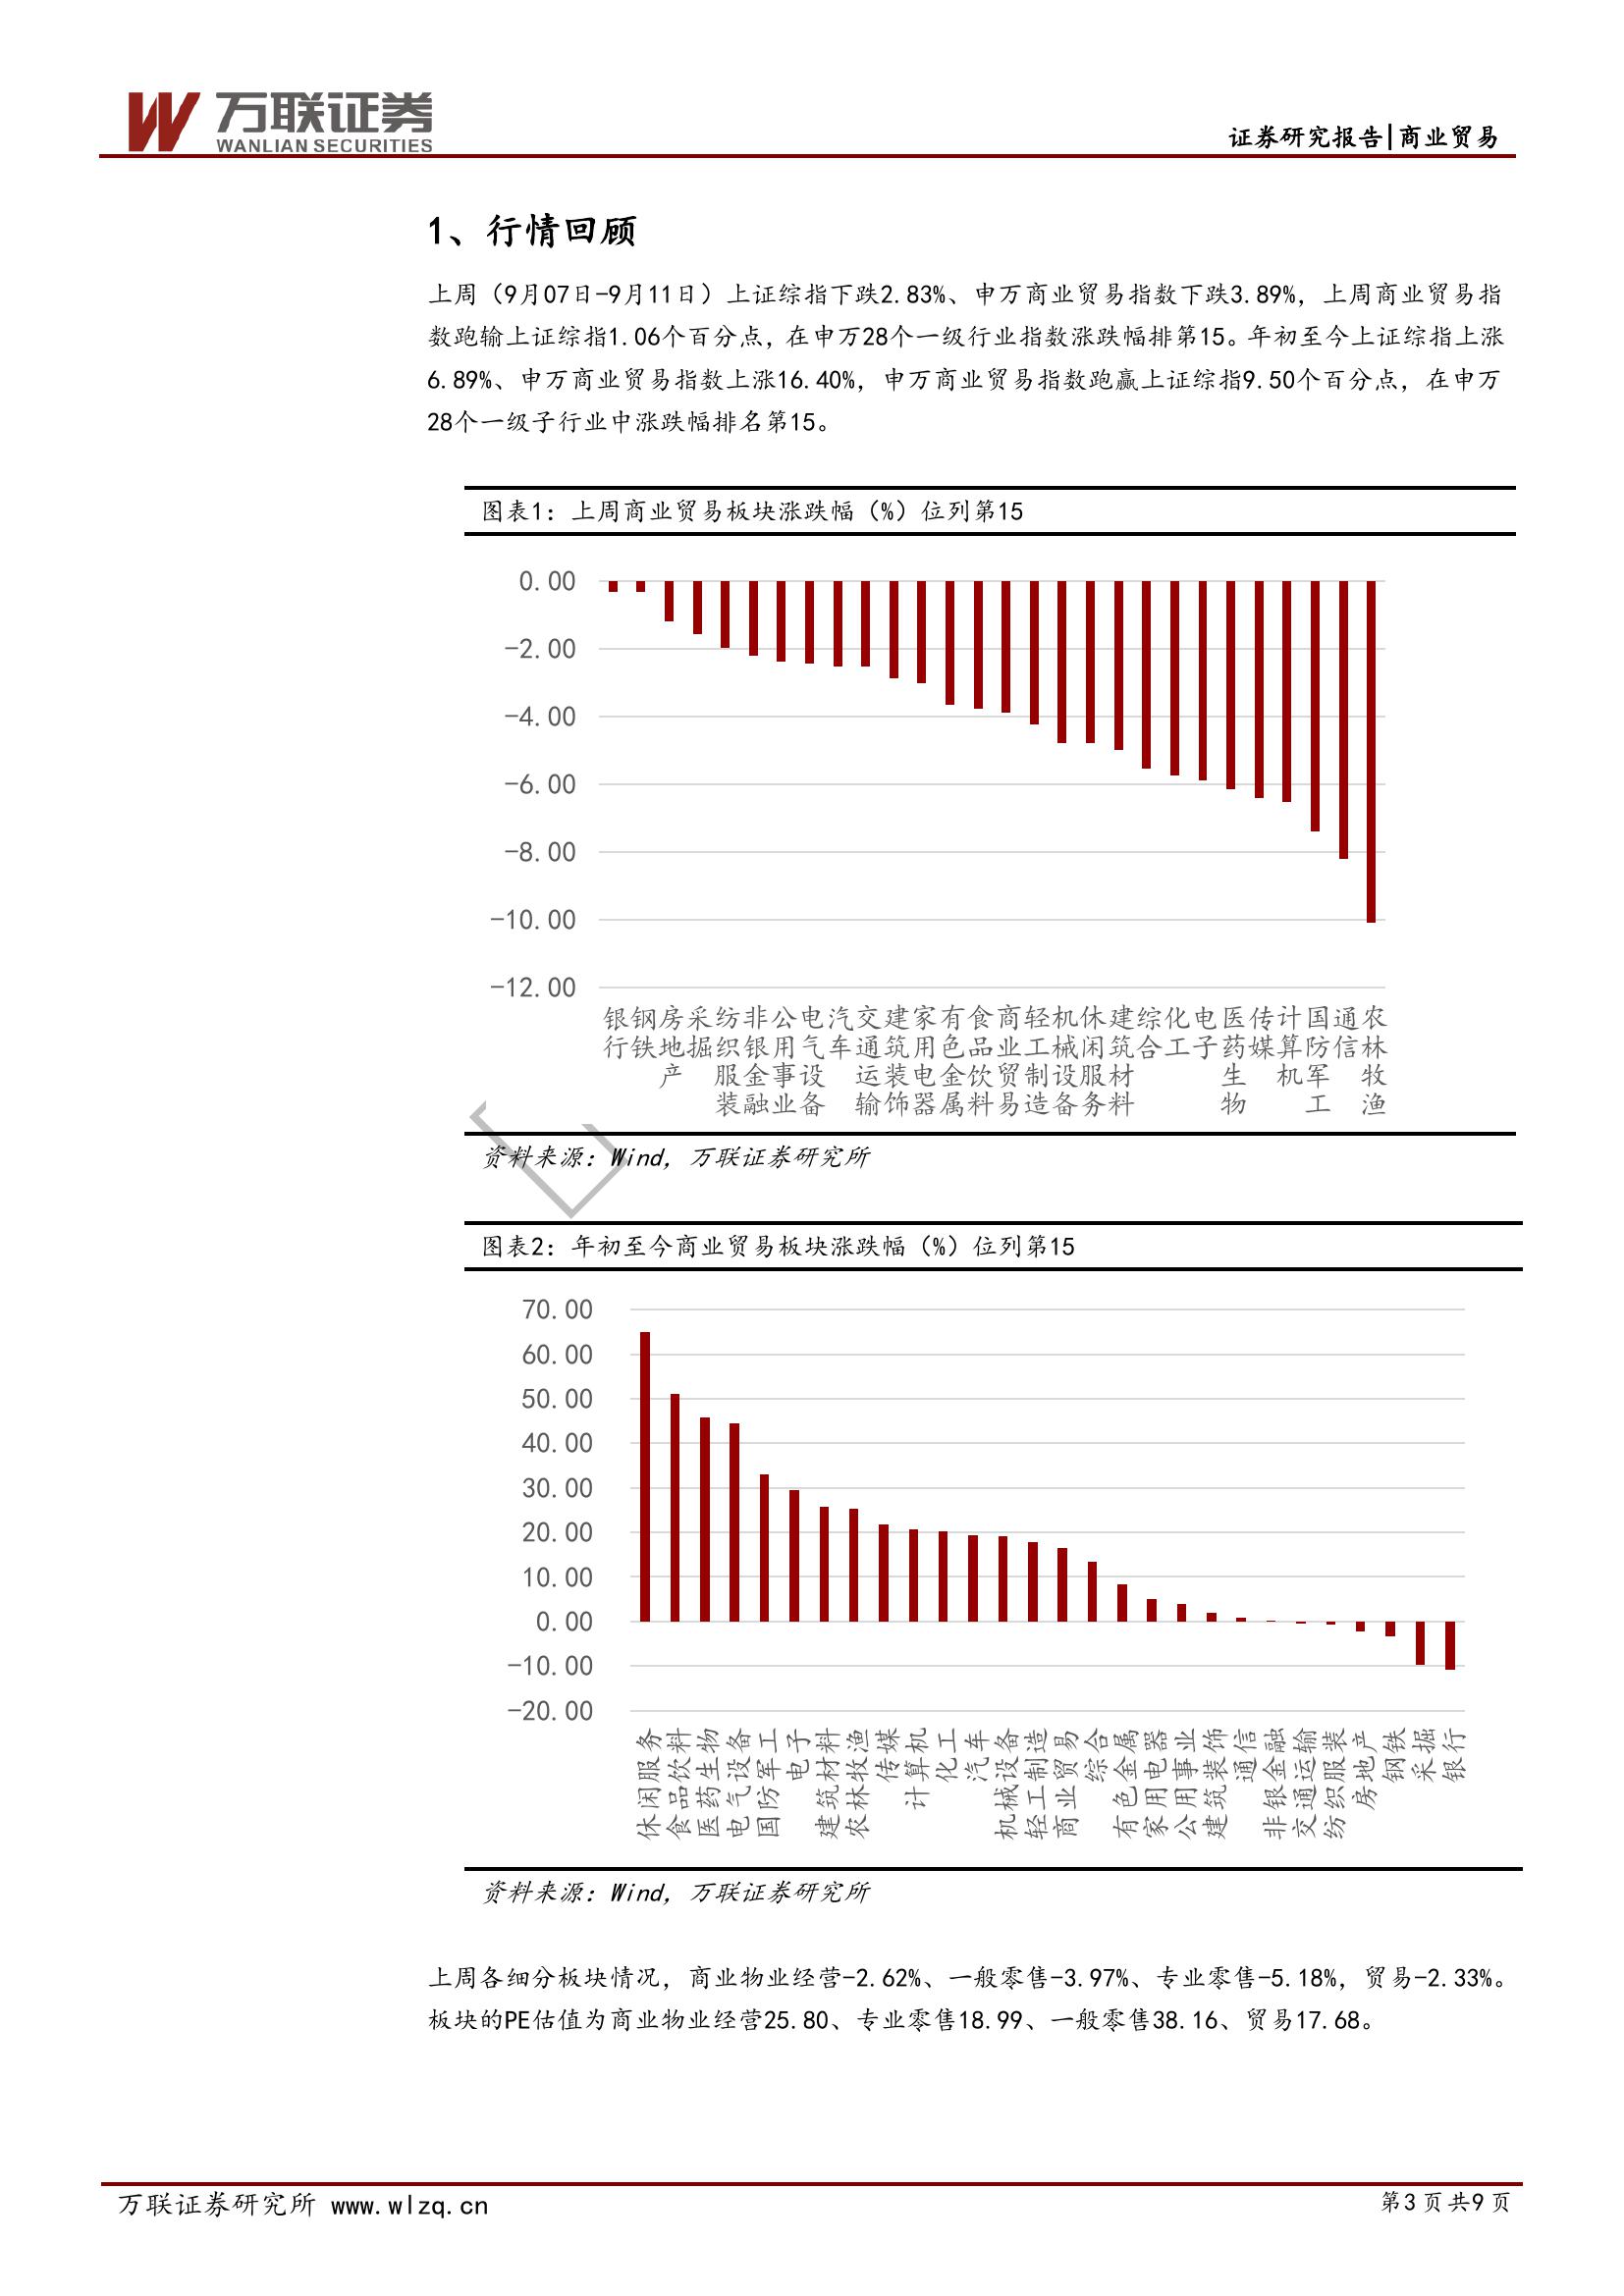 万联证券
WANLIAN SECURITIES
证券研究报告|商业贸易
1、行情回顾
上周（9月07日-9月11日）上证综指下跌2.83%、申万商业贸易指数下跌3.89%，上周商业贸易指
数跑输上证综指1.06个百分点，在申万28个一级行业指数涨跌幅排第15。年初至今上证综指上涨
6.89%、申万商业贸易指数上涨16.40%，申万商业贸易指数跑赢上证综指9.50个百分点，在申万
28个一级子行业中涨跌幅排名第15。
图表1：上周商业贸易板块涨跌幅（%）位列第15
0.00
-2.00
-4.00
-6.00
-8.00
-10.00
-12.00
银行
钢铁
房地产
采掘
纺织服装
非银金融
公用事业
电气设备
汽车
交通运输
建筑装饰
家用电器
有色金属
食品饮料
商业贸易
轻工制造
机械设备
休闲服务
建筑材料
综合
化工
电子
医药生物
传媒
计算机
国防军工
通信
农林牧渔
资料来源：Wind，万联证券研究所
图表2：年初至今商业贸易板块涨跌幅（%）位列第15
70.00
60.00
50.00
40.00
30.00
20.00
10.00
0.00
-10.00
-20.00
休闲服务
食品饮料
医药生物
电气设备
国防军工
电子
建筑材料
农林牧渔
传媒
计算机
化工
汽车
机械设备
轻工制造
商业贸易
综合
有色金属
家用电器
公用事业
建筑装饰
通信
非银金融
交通运输
纺织服装
房地产
钢铁
采掘
银行
资料来源：Wind，万联证券研究所
上周各细分板块情况，商业物业经营-2.62%、一般零售-3.97%、专业零售-5.18%，贸易-2.33%。
板块的PE估值为商业物业经营25.80、专业零售18.99、一般零售38.16、贸易17.68。
万联证券研究所 www.wlzq.cn
第3页共9页